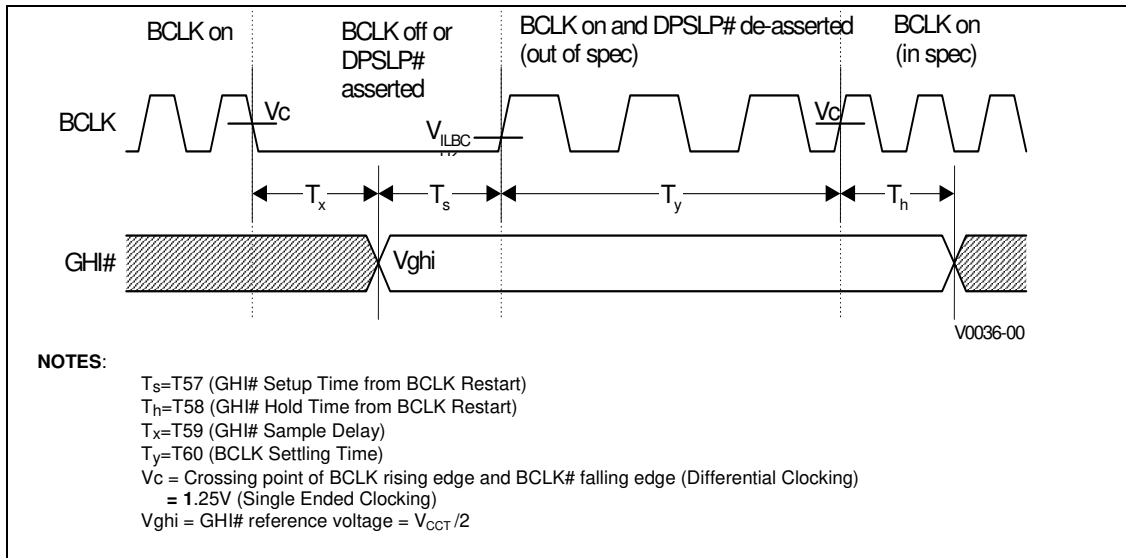 BCLK on
BCLK off or
DPSLP#
asserted
BCLK on and DPSLP# de-asserted
(out of spec)
BCLK on
(in spec)
BCLK
Vc
VILBC
Vc
Tx
Ts
Ty
Th
GHI#
Vghi
V0036-00
NOTES:
Ts=T57 (GHI# Setup Time from BCLK Restart)
Th=T58 (GHI# Hold Time from BCLK Restart)
Tx=T59 (GHI# Sample Delay)
Ty=T60 (BCLK Settling Time)
Vc = Crossing point of BCLK rising edge and BCLK# falling edge (Differential Clocking)
= 1.25V (Single Ended Clocking)
Vghi = GHI# reference voltage = VCCT /2